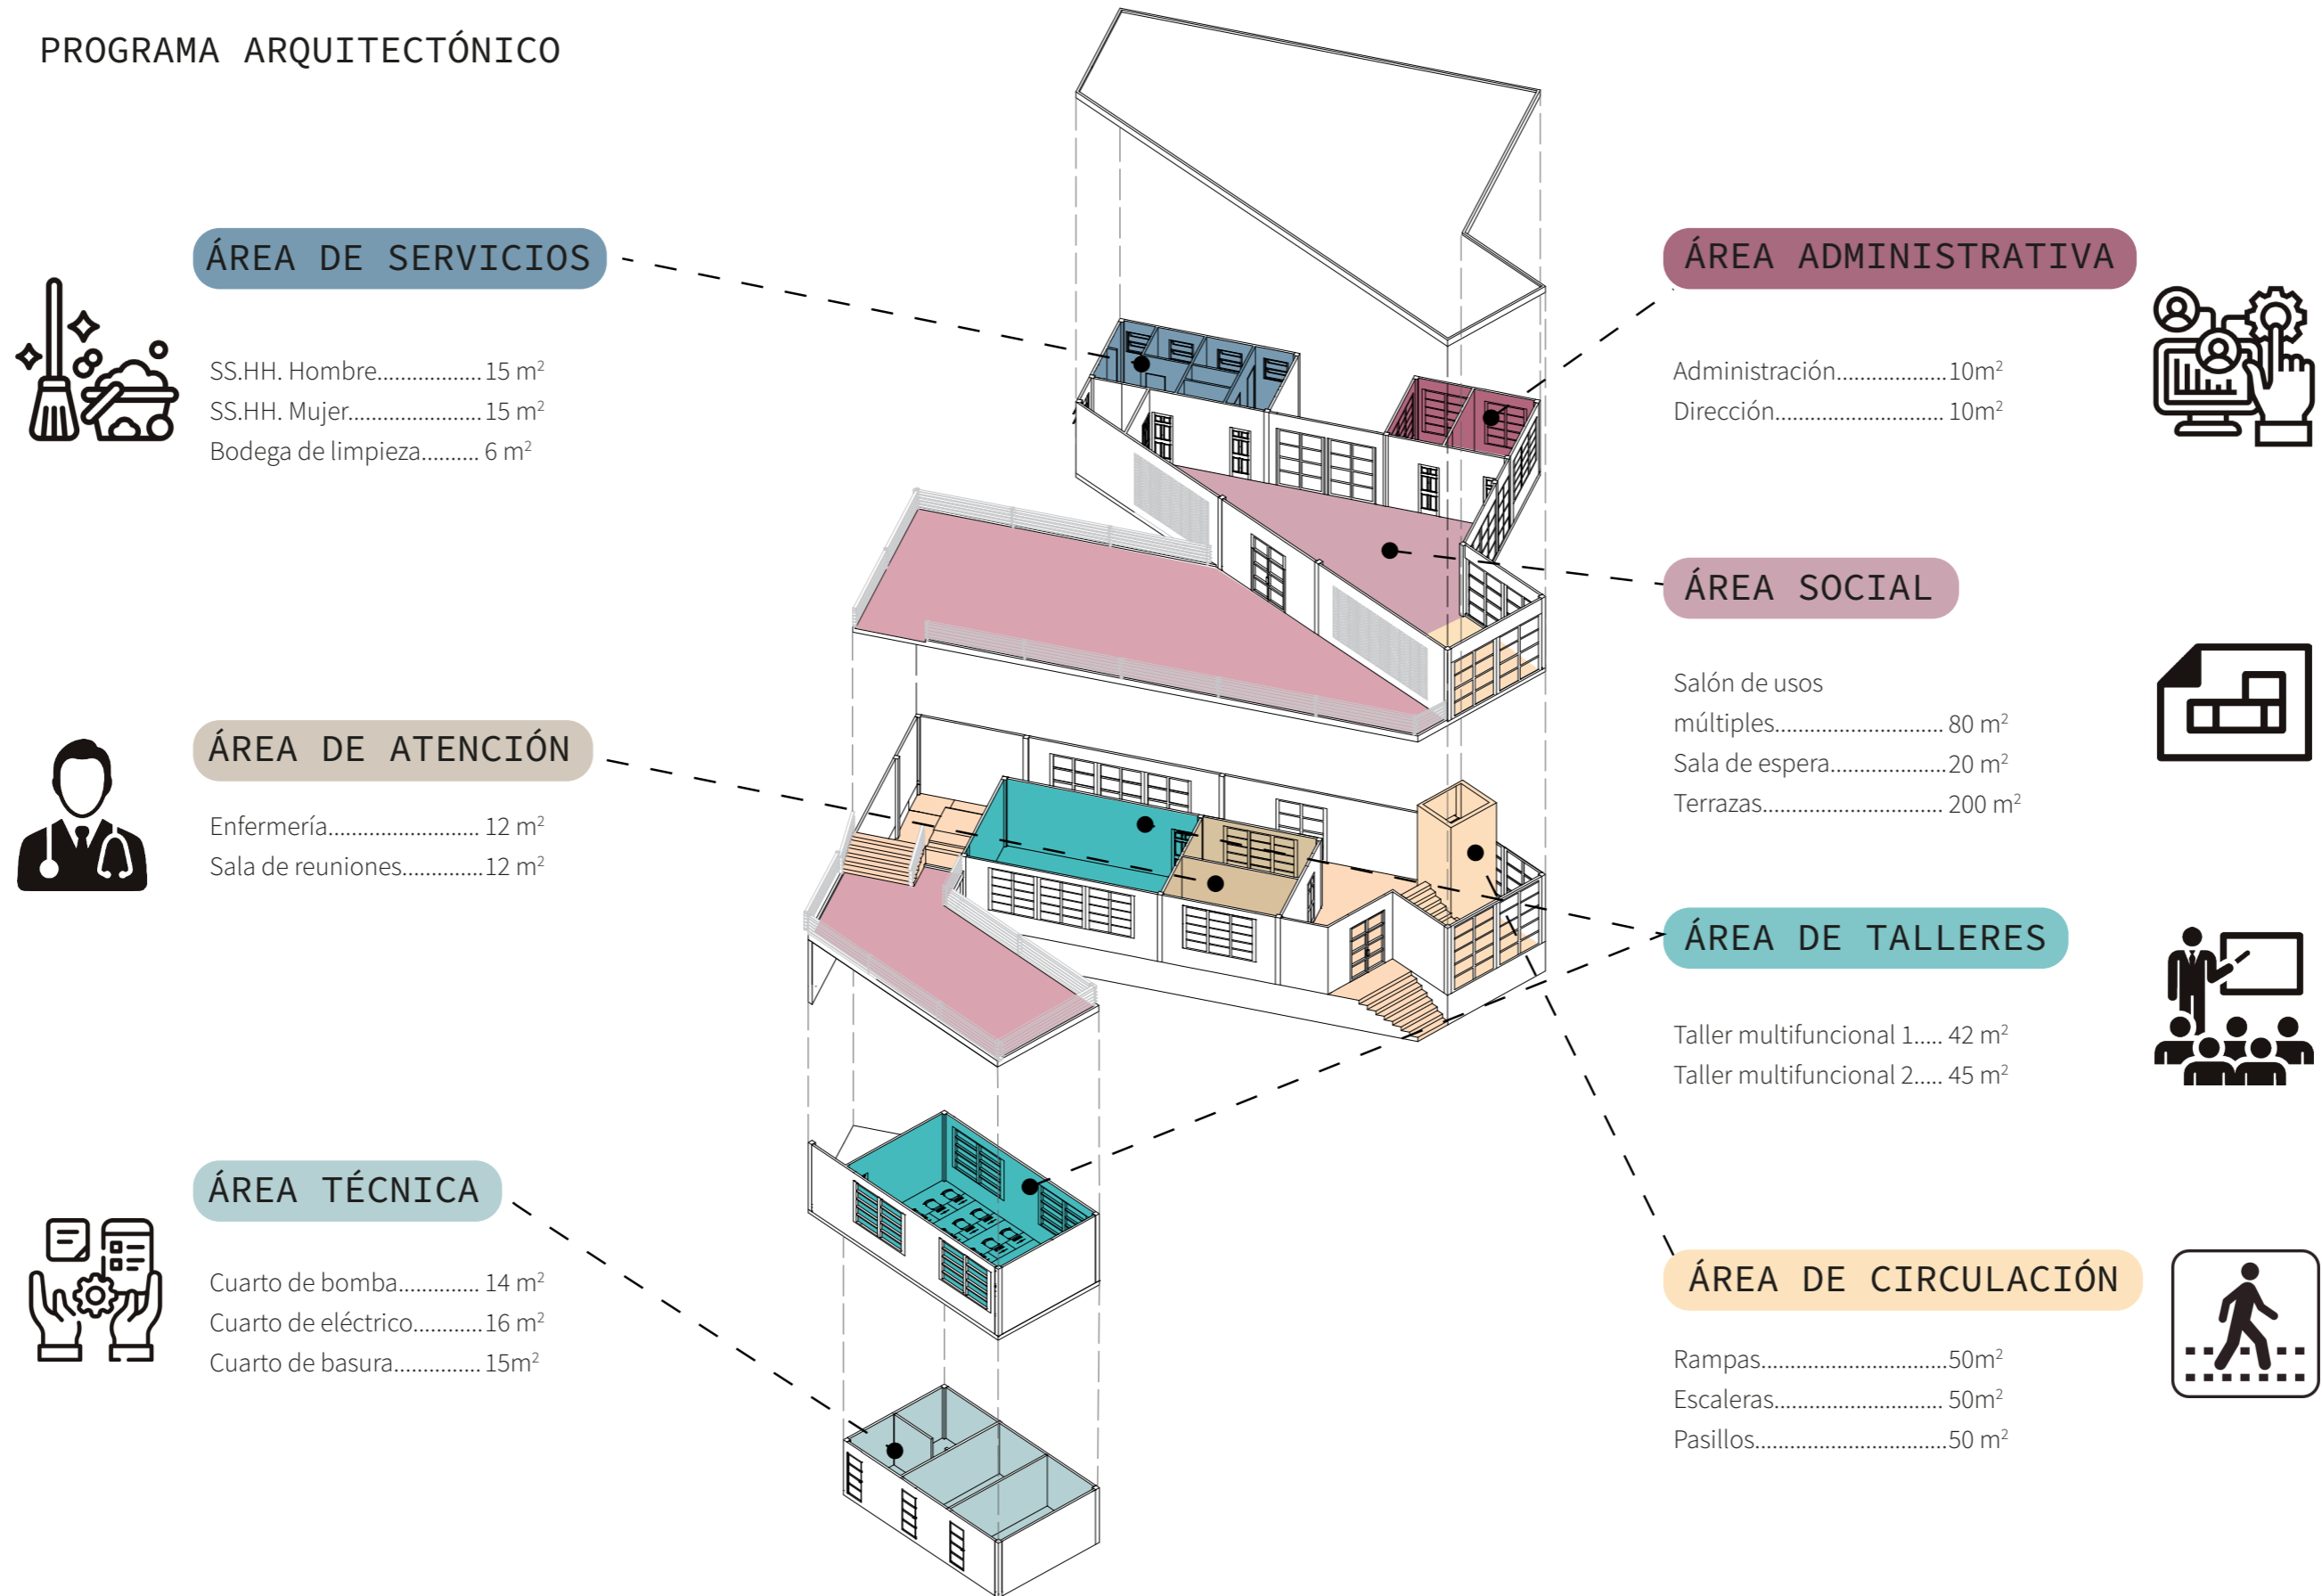 PROGRAMA ARQUITECTÓNICO
ÁREA DE SERVICIOS
SS.HH. Hombre.................. 15 m²
SS.HH. Mujer....................... 15 m²
Bodega de limpieza.......... 6 m²
ÁREA DE ATENCIÓN
Enfermería.......................... 12 m²
Sala de reuniones..............12 m²
ÁREA TÉCNICA
Cuarto de bomba.............. 14 m²
Cuarto de eléctrico............16 m²
Cuarto de basura............... 15m²
ÁREA ADMINISTRATIVA
Administración...................10m²
Dirección............................. 10m²
ÁREA SOCIAL
Salón de usos
múltiples............................. 80 m²
Sala de espera....................20 m²
Terrazas............................... 200 m²
ÁREA DE TALLERES
Taller multifuncional 1..... 42 m²
Taller multifuncional 2..... 45 m²
ÁREA DE CIRCULACIÓN
Rampas................................50m²
Escaleras............................. 50m²
Pasillos.................................50 m²